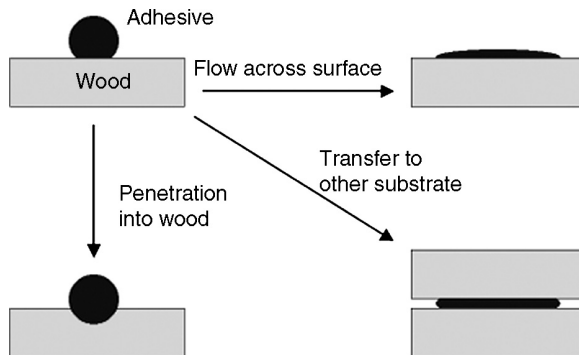 Adhesive
Wood
Flow across surface
Transfer to
other substrate
Penetration
into wood